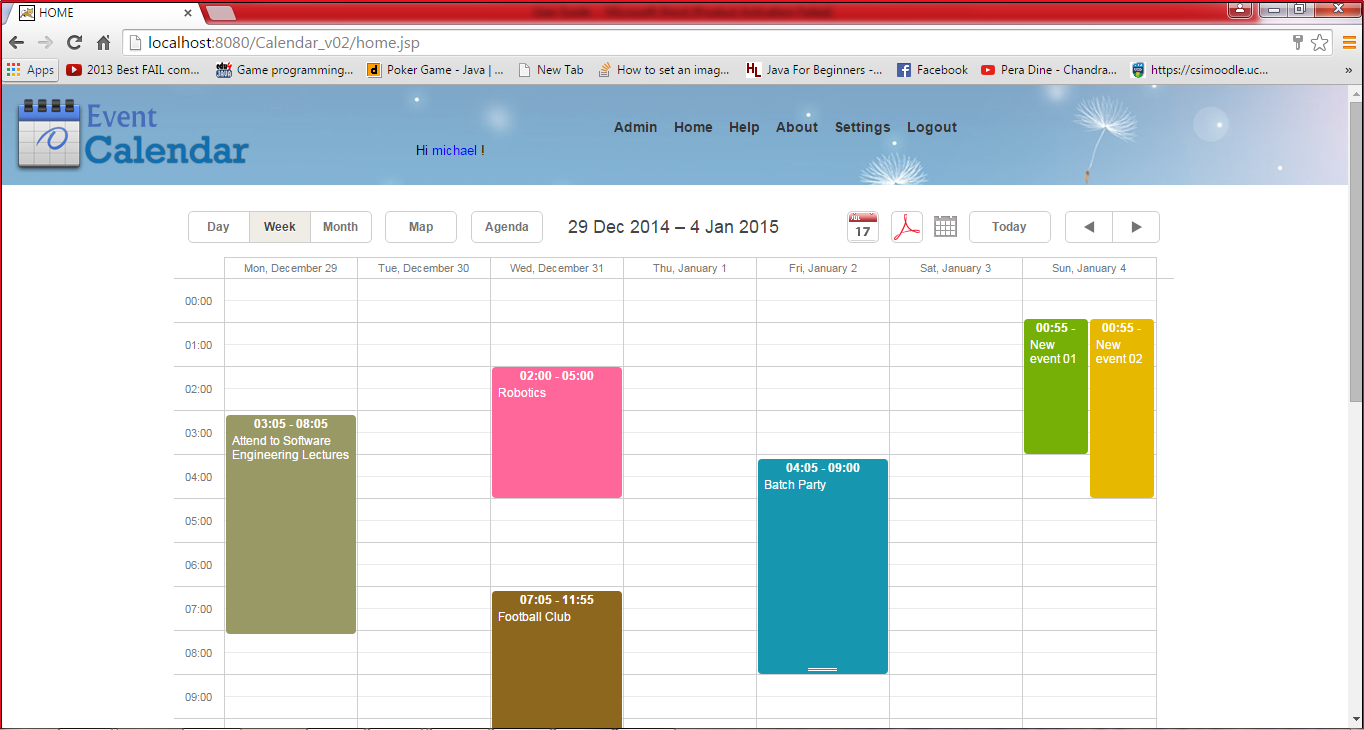 HOME
localhost:8080/Calendar_v02/home.jsp
Apps 2013 Best FAIL com... Game programming... Poker Game - Java | ... New Tab How to set an imag... Java For Beginners -... Facebook Pera Dine - Chandra... https://csimoodle.uc... »
Event
Calendar
Admin Home Help About Settings Logout
Hi michael !
Day Week Month Map Agenda 29 Dec 2014 – 4 Jan 2015 JUL 17 Today
Mon, December 29 Tue, December 30 Wed, December 31 Thu, January 1 Fri, January 2 Sat, January 3 Sun, January 4
00:00
01:00
02:00
03:00
04:00
05:00
06:00
07:00
08:00
09:00
03:05 - 08:05
Attend to Software
Engineering Lectures
02:00 - 05:00
Robotics
07:05 - 11:55
Football Club
04:05 - 09:00
Batch Party
00:55 -
New
event 01
00:55 -
New
event 02